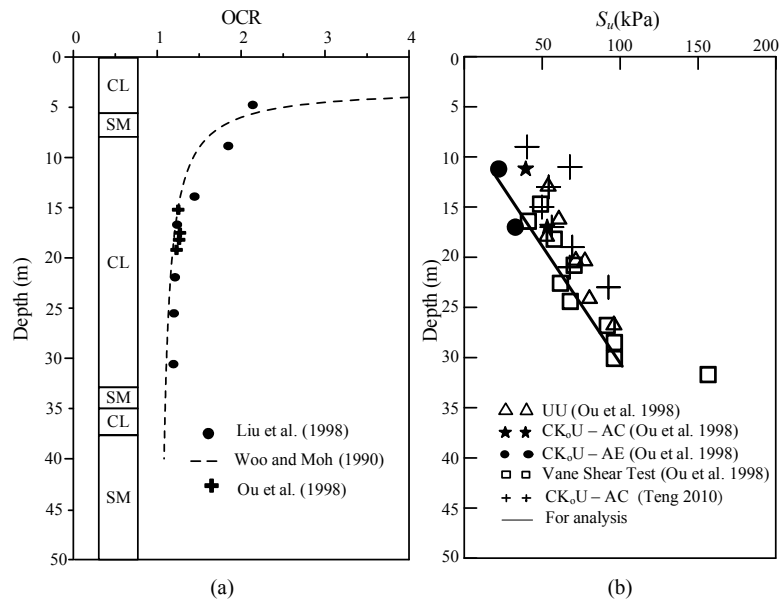 OCR
0 1 2 3 4
0
5
10
15
20
25
30
35
40
45
50
Depth (m)
CL
SM
CL
SM
CL
SM
Liu et al. (1998)
Woo and Moh (1990)
Ou et al. (1998)
(a)
Su(kPa)
50 100 150 200
0
5
10
15
20
25
30
35
40
45
50
Depth (m)
UU (Ou et al. 1998)
CKoU – AC (Ou et al. 1998)
CKoU – AE (Ou et al. 1998)
Vane Shear Test (Ou et al. 1998)
CKoU – AC (Teng 2010)
For analysis
(b)